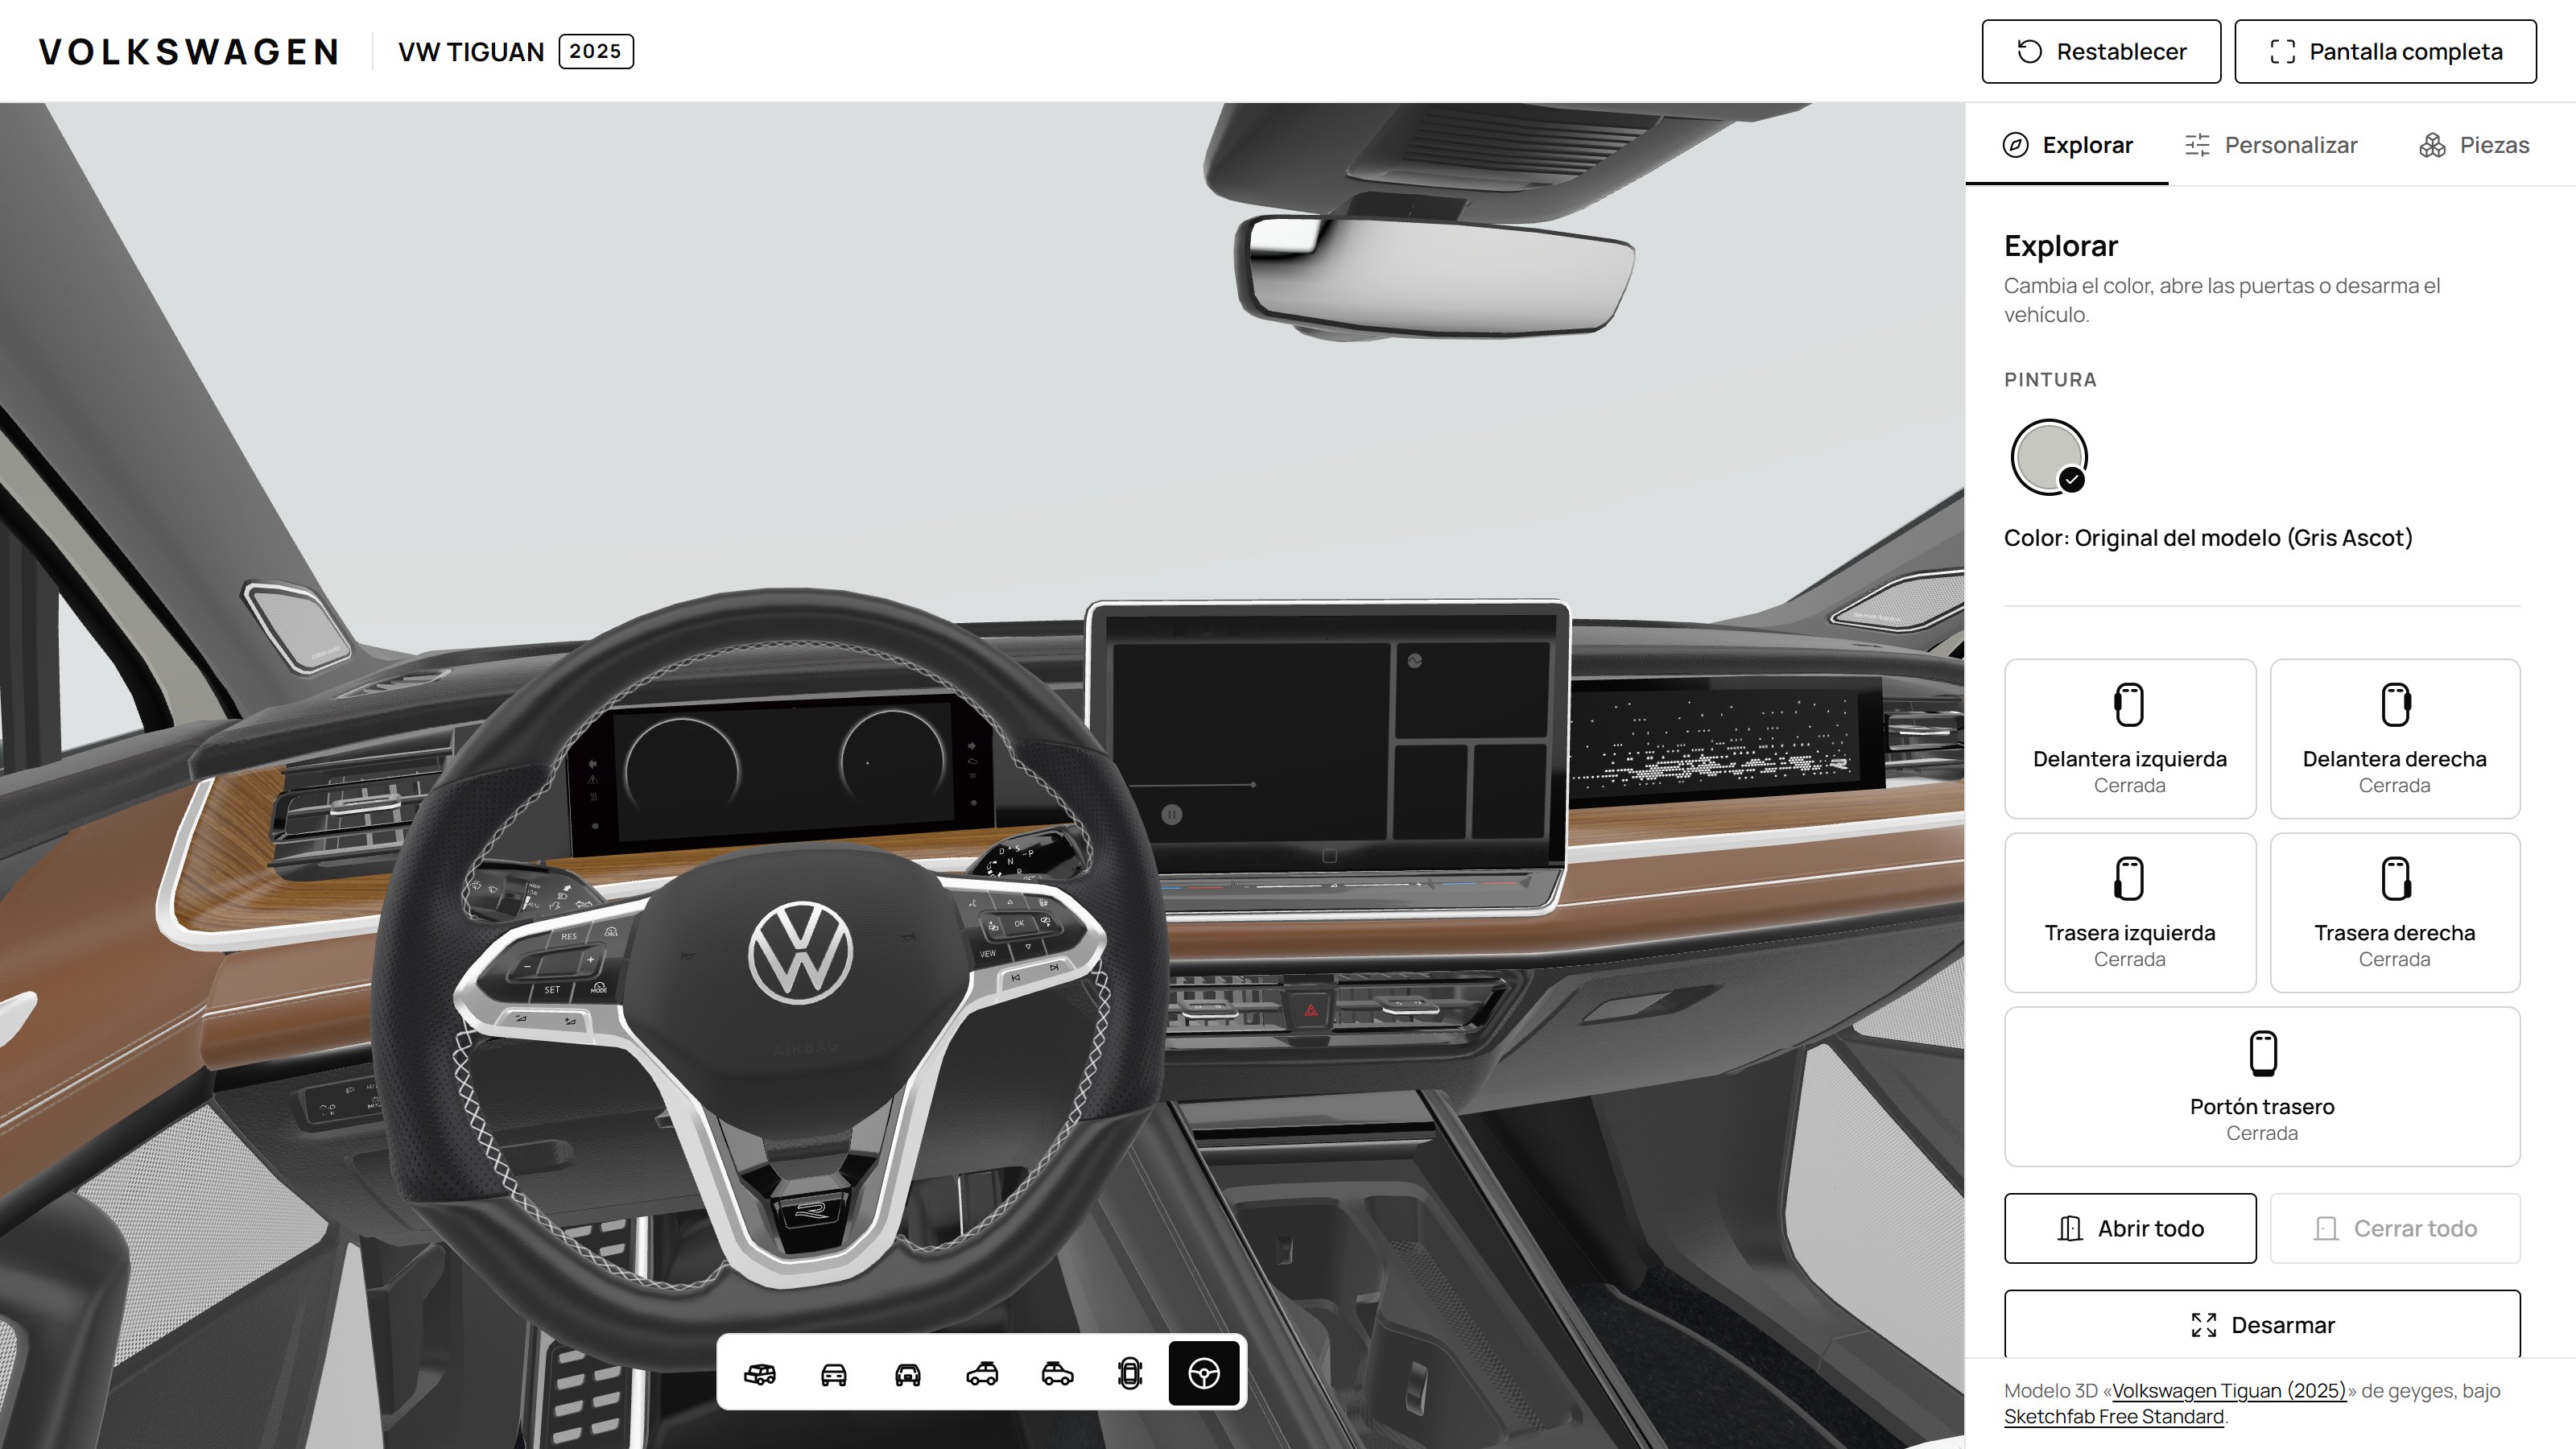 VOLKSWAGEN
VW TIGUAN 2025
Restablecer
Pantalla completa
Explorar
Personalizar
Piezas
Explorar
Cambia el color, abre las puertas o desarma el
vehículo.
PINTURA
Color: Original del modelo (Gris Ascot)
Delantera izquierda
Cerrada
Delantera derecha
Cerrada
Trasera izquierda
Cerrada
Trasera derecha
Cerrada
Portón trasero
Cerrada
Abrir todo
Cerrar todo
Desarmar
Modelo 3D «Volkswagen Tiguan (2025)» de geyges, bajo
Sketchfab Free Standard.
D S P
N
R
RES
CNCL
SET
MODE
OK
VIEW
AIRBAG
R